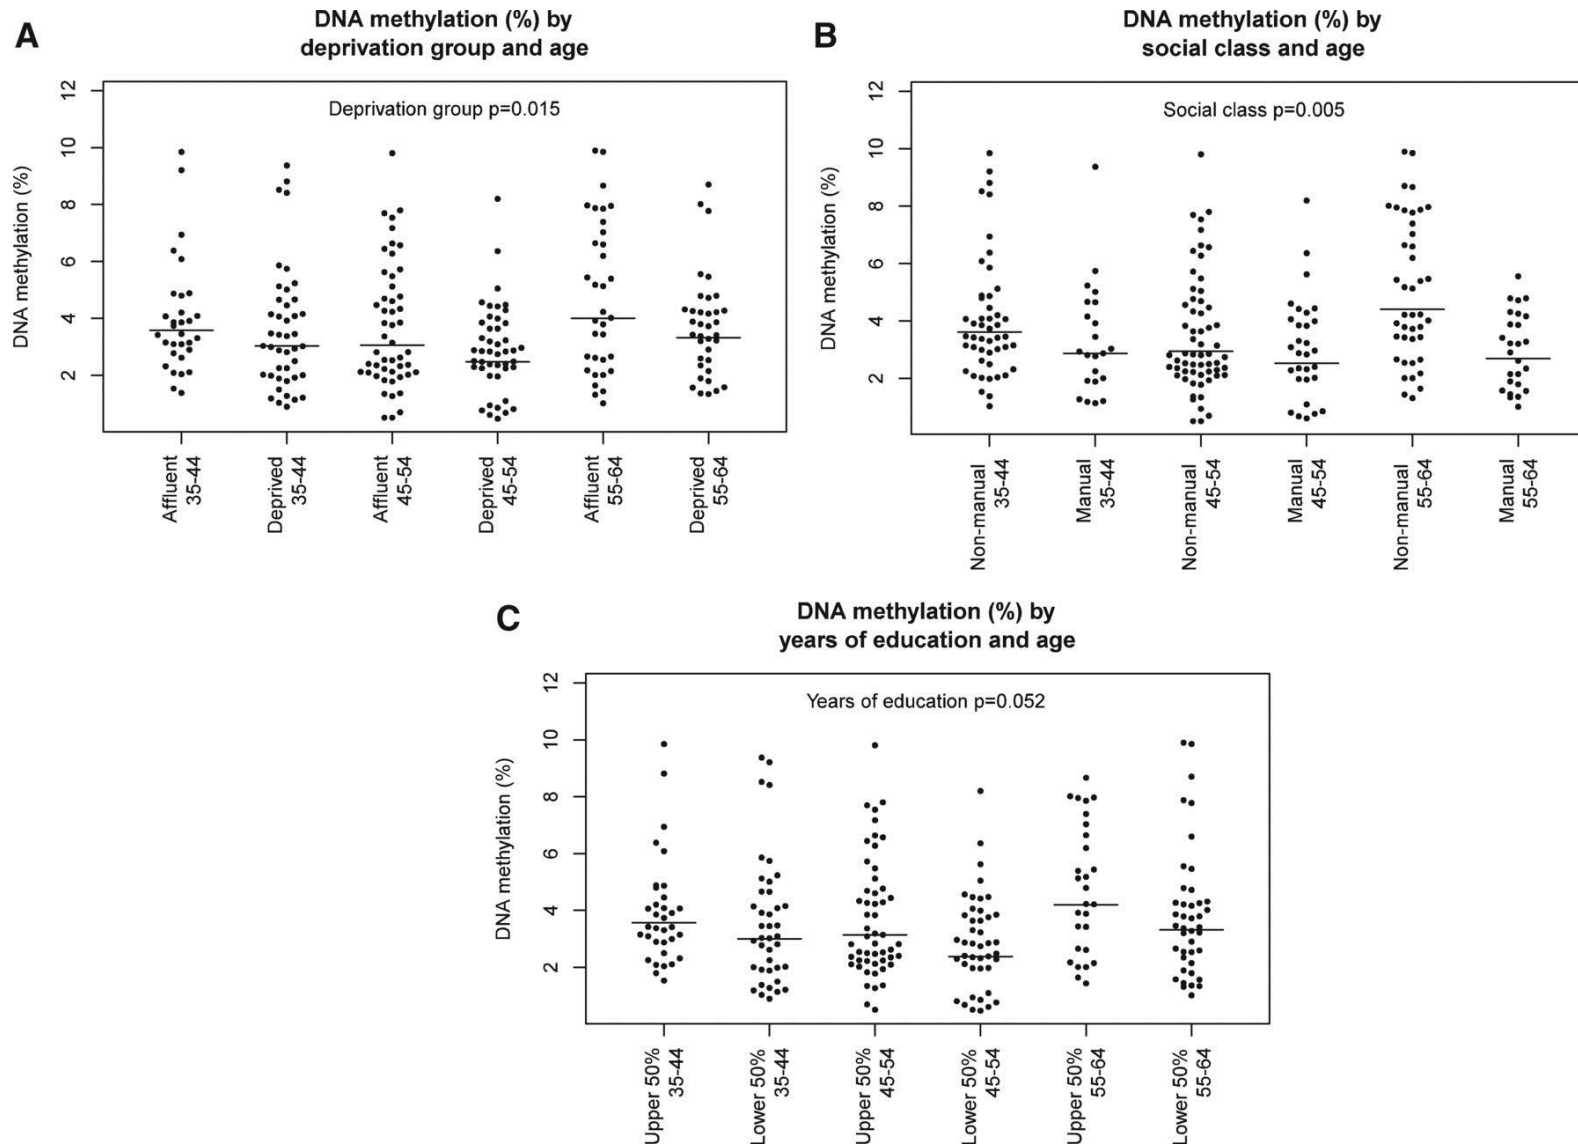 A
DNA methylation (%) by
deprivation group and age
Deprivation group p=0.015
DNA methylation (%)
12
10
8
6
4
2
Affluent
35-44
Deprived
35-44
Affluent
45-54
Deprived
45-54
Affluent
55-64
Deprived
55-64
B
DNA methylation (%) by
social class and age
Social class p=0.005
DNA methylation (%)
12
10
8
6
4
2
Non-manual
35-44
Manual
35-44
Non-manual
45-54
Manual
45-54
Non-manual
55-64
Manual
55-64
C
DNA methylation (%) by
years of education and age
Years of education p=0.052
DNA methylation (%)
12
10
8
6
4
2
Upper 50%
35-44
Lower 50%
35-44
Upper 50%
45-54
Lower 50%
45-54
Upper 50%
55-64
Lower 50%
55-64